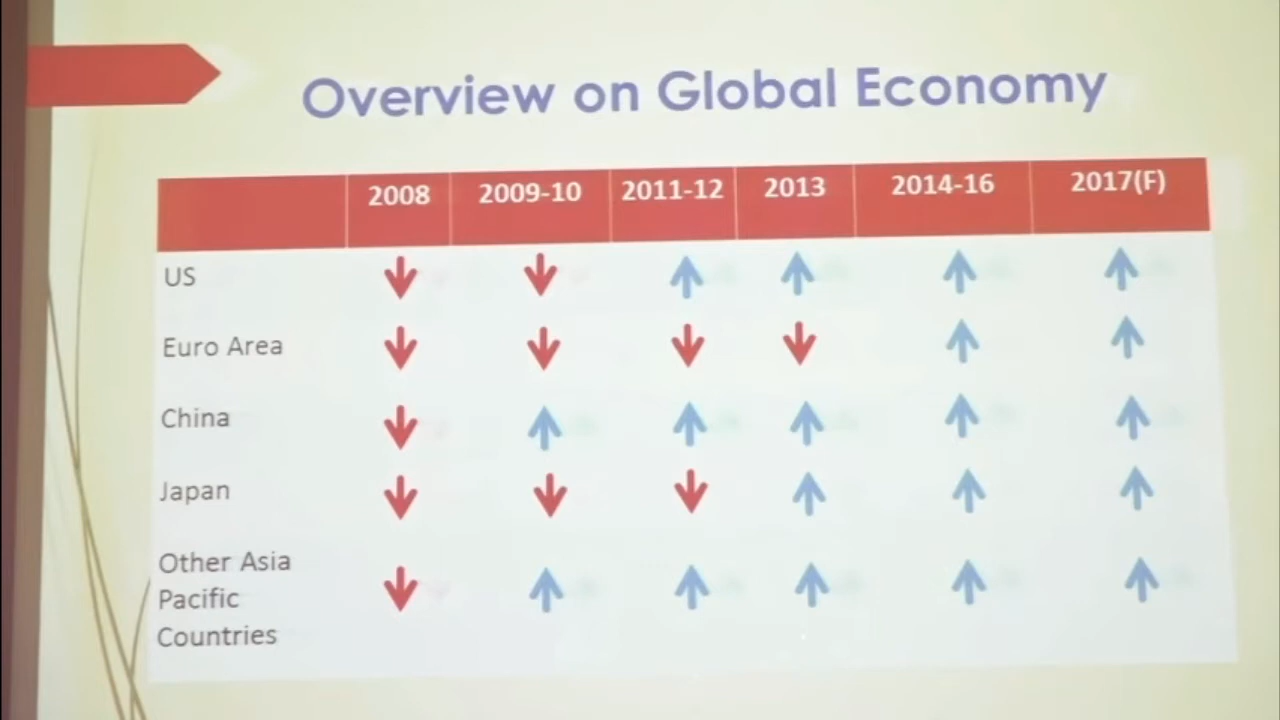 Overview on Global Economy
2008 2009-10 2011-12 2013 2014-16 2017(F)
US
Euro Area
China
Japan
Other Asia
Pacific
Countries